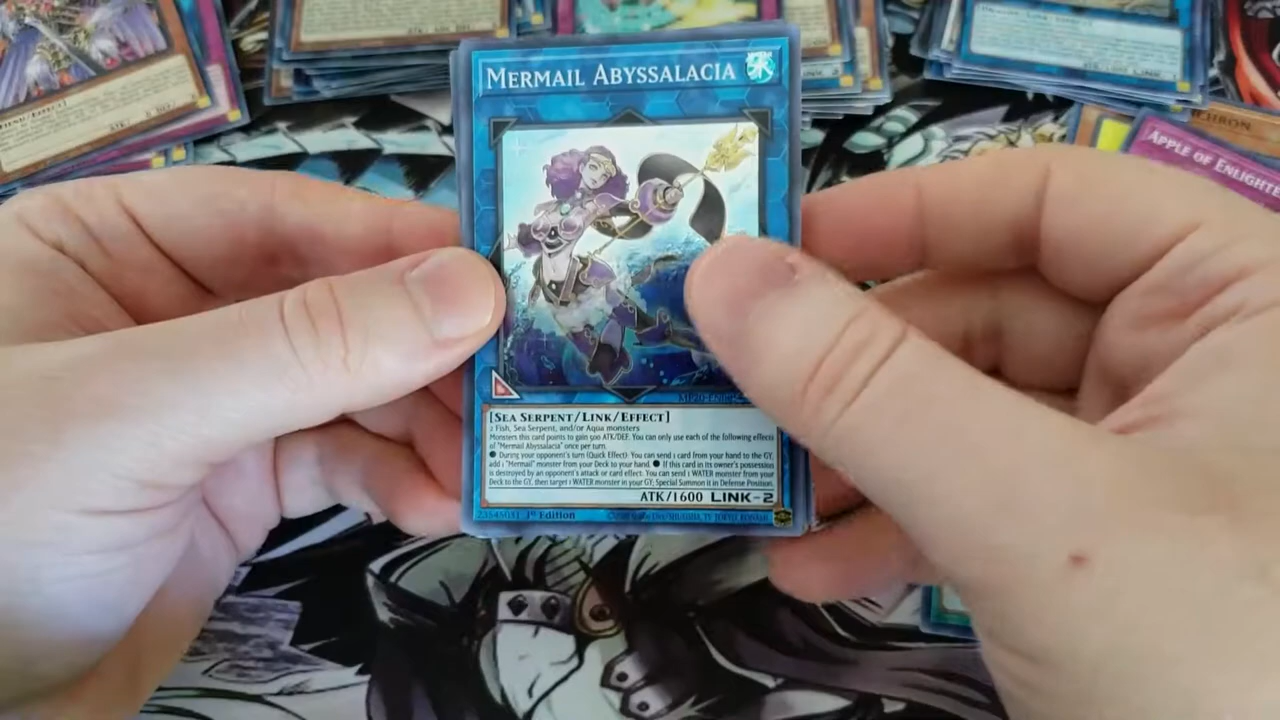 MERMAIL ABYSSALACIA
[SEA SERPENT/LINK/EFFECT]
2 Fish, Sea Serpent, and/or Aqua monsters
Monsters this card points to gain 500 ATK/DEF. You can only use each of the following effects
of "Mermail Abyssalacia" once per turn.
● During your opponent's turn (Quick Effect): You can send 1 card from your hand to the GY;
add 1 "Mermail" monster from your Deck to your hand. ● If this card in its owner's possession
is destroyed by an opponent's attack or card effect: You can send 1 WATER monster from your
Deck to the GY, then target 1 WATER monster in your GY; Special Summon it in Defense Position.
ATK/1600 LINK-2
1st Edition
CHRON
APPLE OF ENLIGHTE